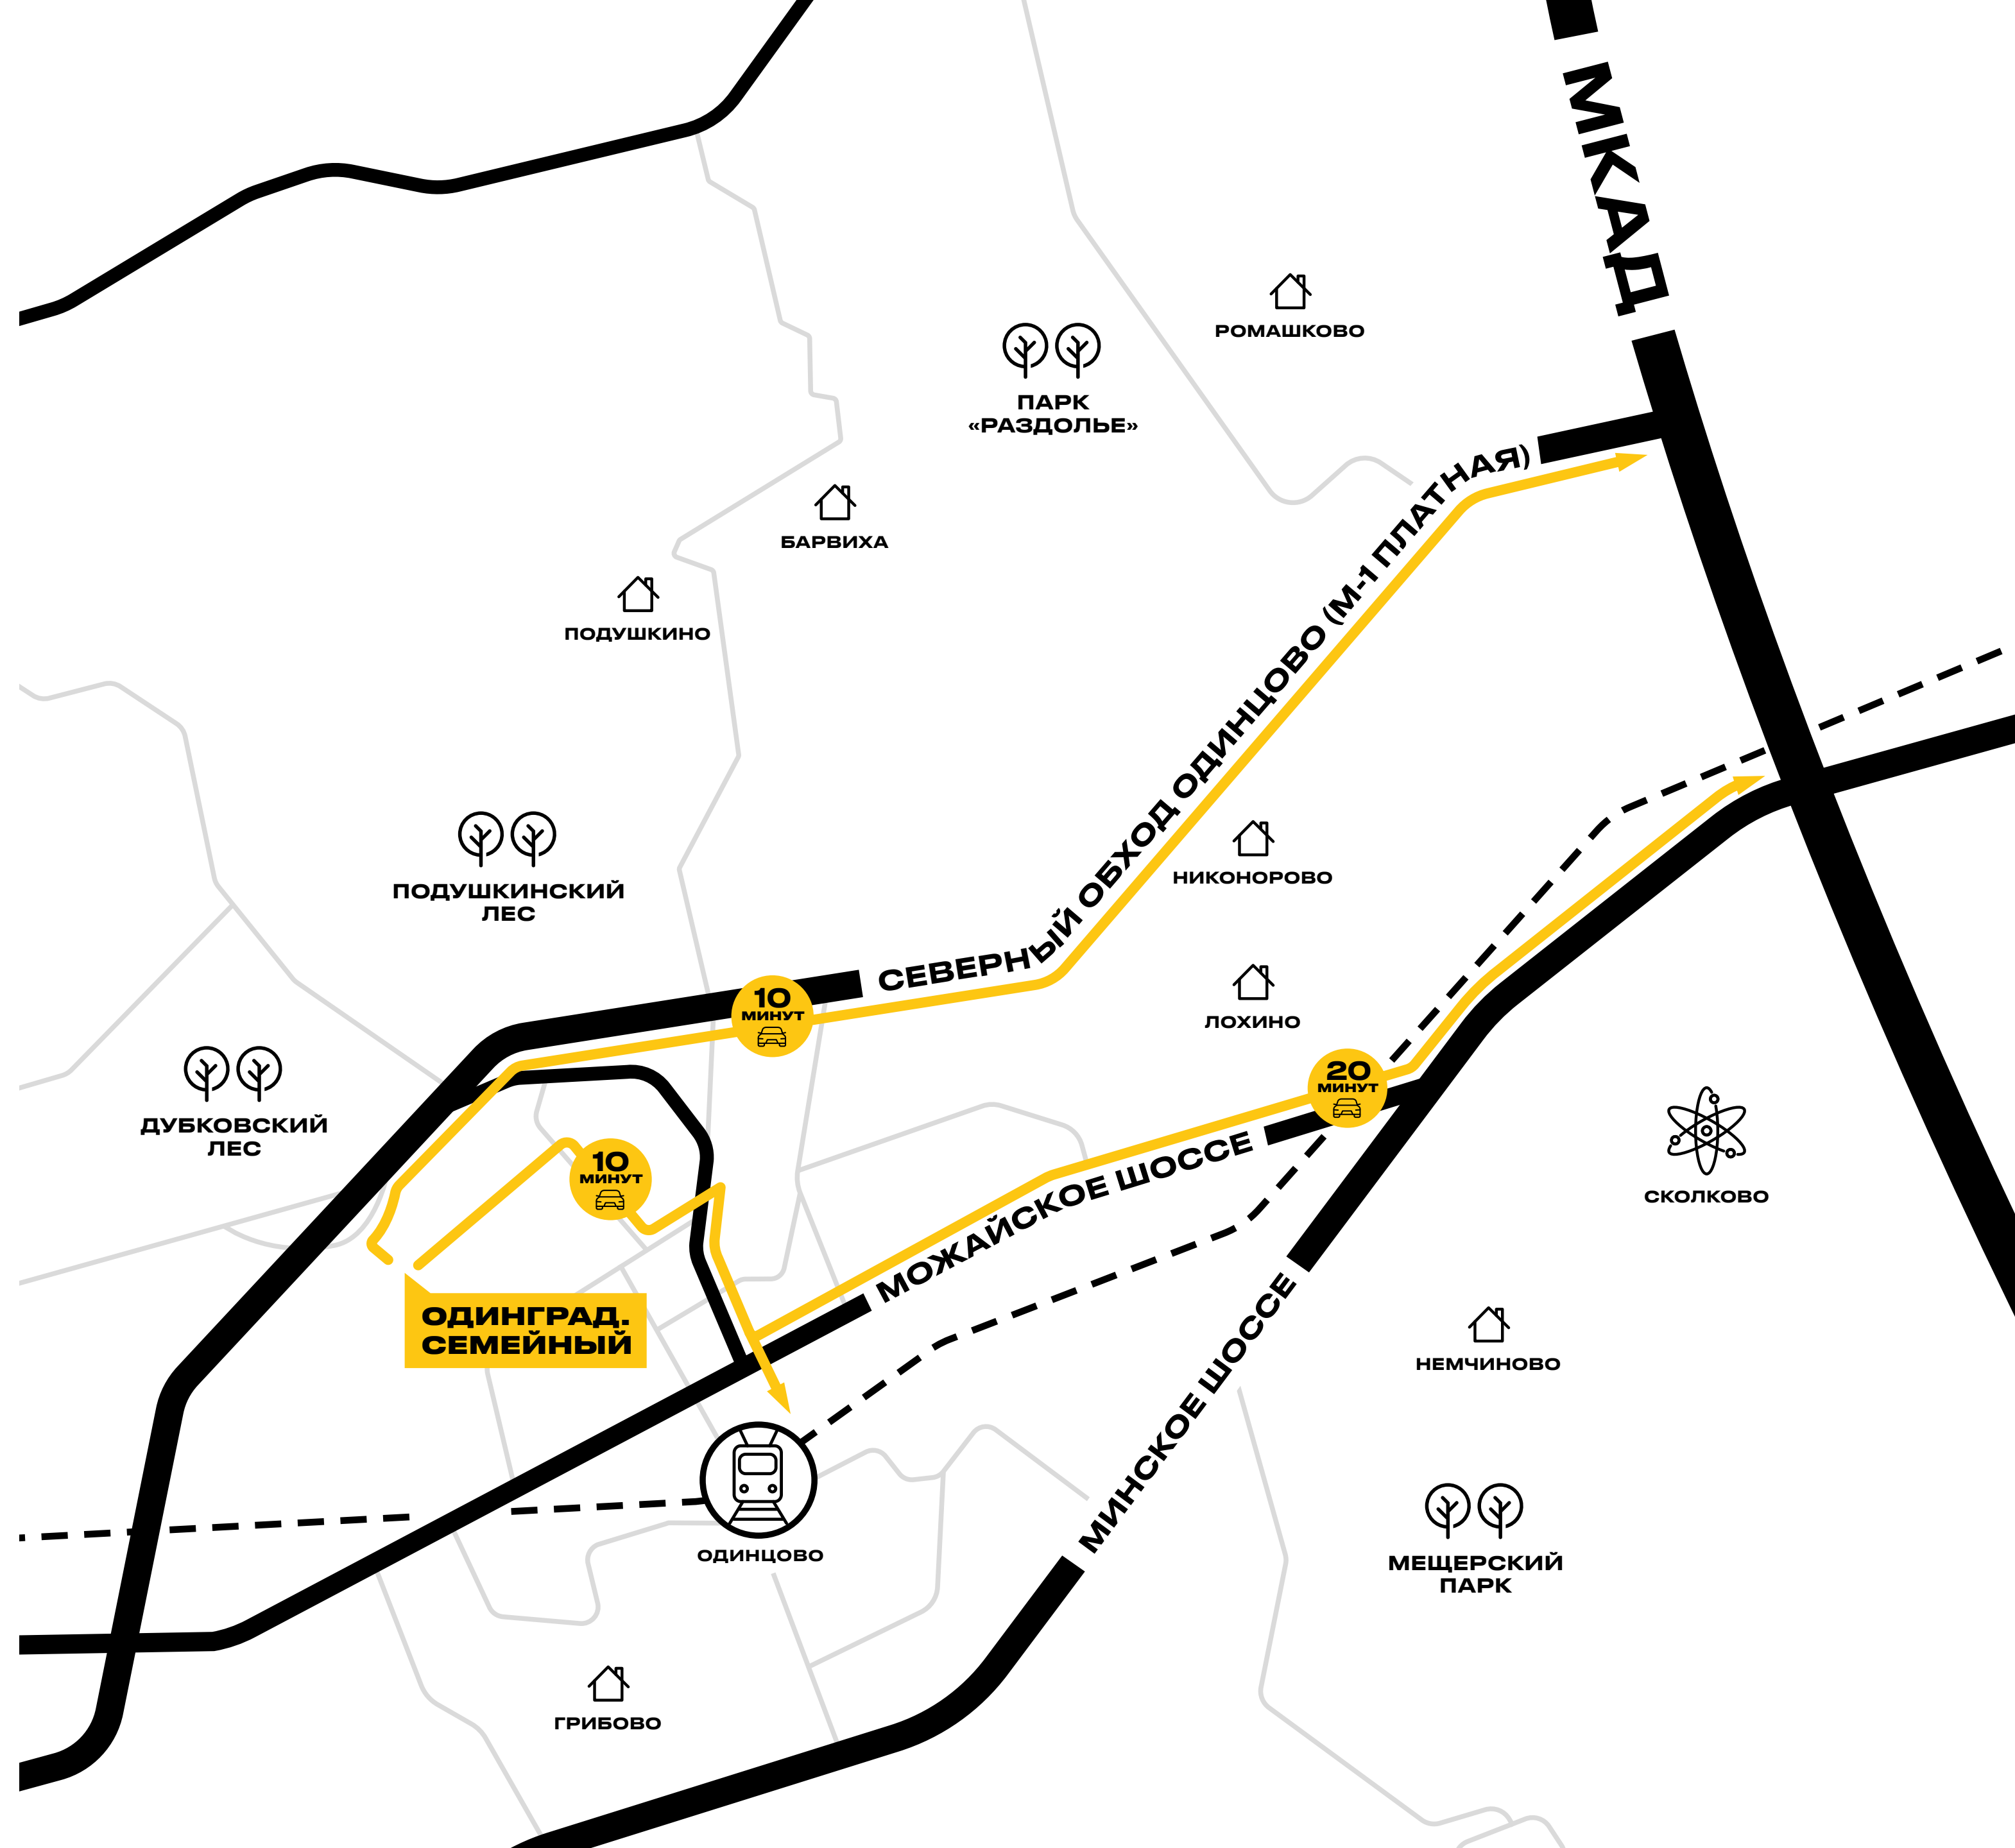 МКАД
РОМАШКОВО
ПАРК
«РАЗДОЛЬЕ»
БАРВИХА
ПОДУШКИНО
СЕВЕРНЫЙ ОБХОД ОДИНЦОВО (М-1 ПЛАТНАЯ)
ПОДУШКИНСКИЙ
ЛЕС
НИКОНОРОВО
ЛОХИНО
10
МИНУТ
20
МИНУТ
ДУБКОВСКИЙ
ЛЕС
10
МИНУТ
МОЖАЙСКОЕ ШОССЕ
СКОЛКОВО
ОДИНГРАД.
СЕМЕЙНЫЙ
МИНСКОЕ ШОССЕ
НЕМЧИНОВО
ОДИНЦОВО
МЕЩЕРСКИЙ
ПАРК
ГРИБОВО